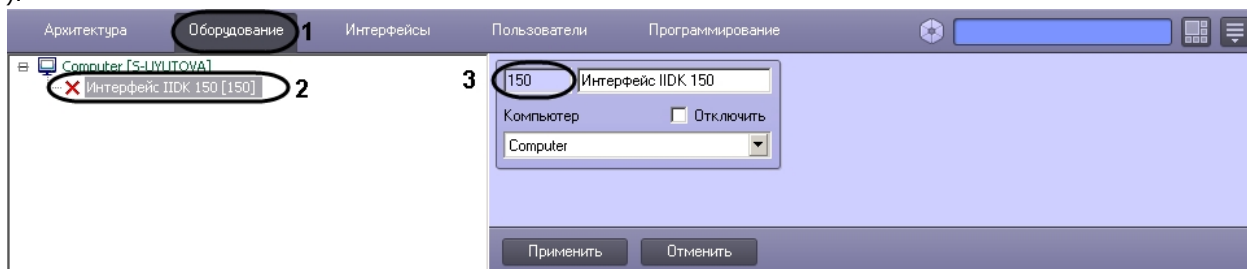 ).
Архитектура Оборудование 1 Интерфейсы Пользователи Программирование
Computer [S-LIYUTOVA]
Интерфейс IIDK 150 [150] 2
3 150 Интерфейс IIDK 150
Компьютер Отключить
Computer
Применить Отменить